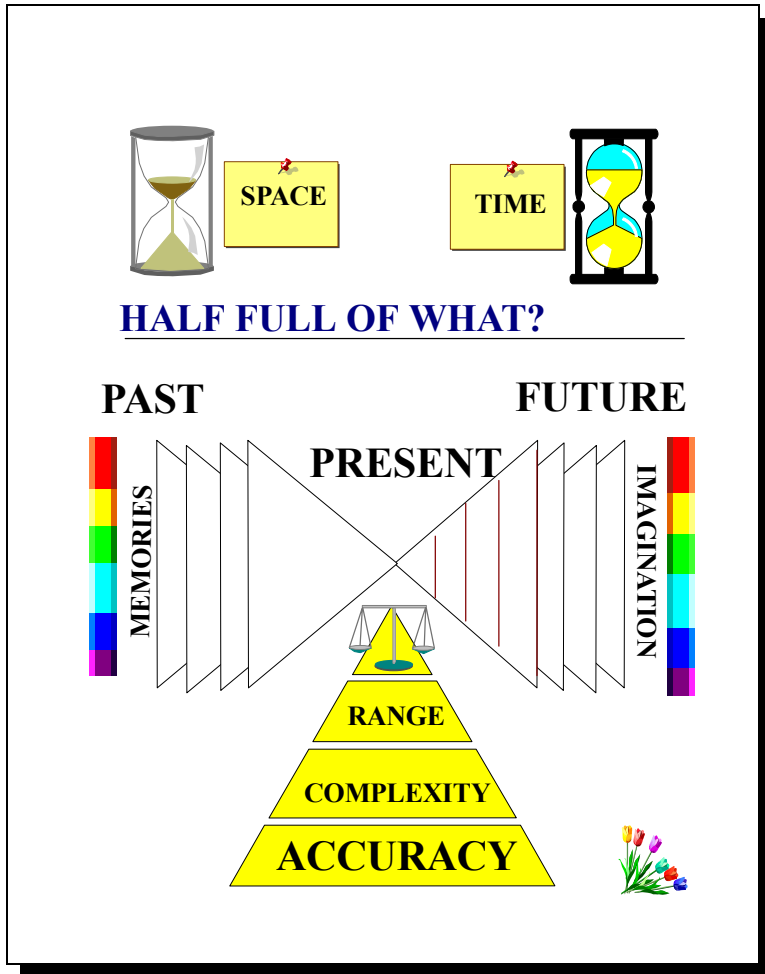 SPACE
TIME
HALF FULL OF WHAT?
PAST
FUTURE
PRESENT
MEMORIES
IMAGINATION
RANGE
COMPLEXITY
ACCURACY